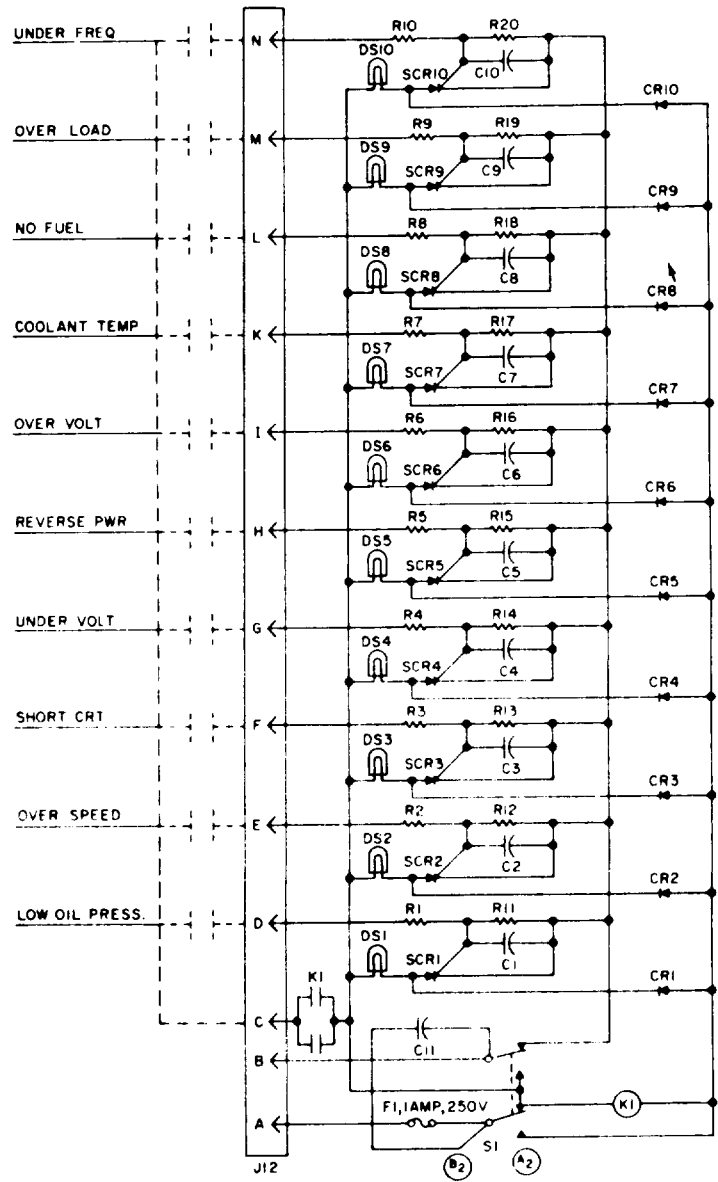 UNDER FREQ
N
R10
R20
DS10
SCR10
C10
CR10
OVER LOAD
M
R9
R19
DS9
SCR9
C9
CR9
NO FUEL
L
R8
R18
DS8
SCR8
C8
CR8
COOLANT TEMP
K
R7
R17
DS7
SCR7
C7
CR7
OVER VOLT
I
R6
R16
DS6
SCR6
C6
CR6
REVERSE PWR
H
R5
R15
DS5
SCR5
C5
CR5
UNDER VOLT
G
R4
R14
DS4
SCR4
C4
CR4
SHORT CRT
F
R3
R13
DS3
SCR3
C3
CR3
OVER SPEED
E
R2
R12
DS2
SCR2
C2
CR2
LOW OIL PRESS.
D
R1
R11
DS1
SCR1
C1
CR1
K1
C
B
C11
A
F1, 1AMP, 250V
K1
S1
B2
A2
J12